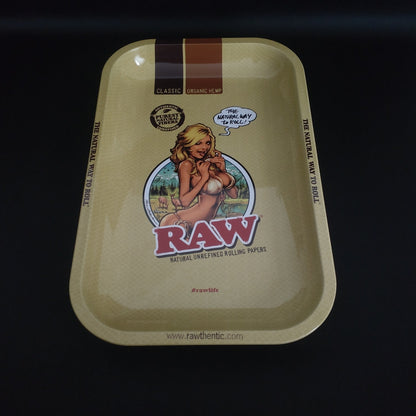 CLASSIC
ORGANIC HEMP
PUREST
FIBERS
THE
NATURAL WAY
TO ROLL!
THE NATURAL WAY TO ROLL
THE NATURAL WAY TO ROLL
RAW
NATURAL UNREFINED ROLLING PAPERS
#rawlife
www.rawthentic.com